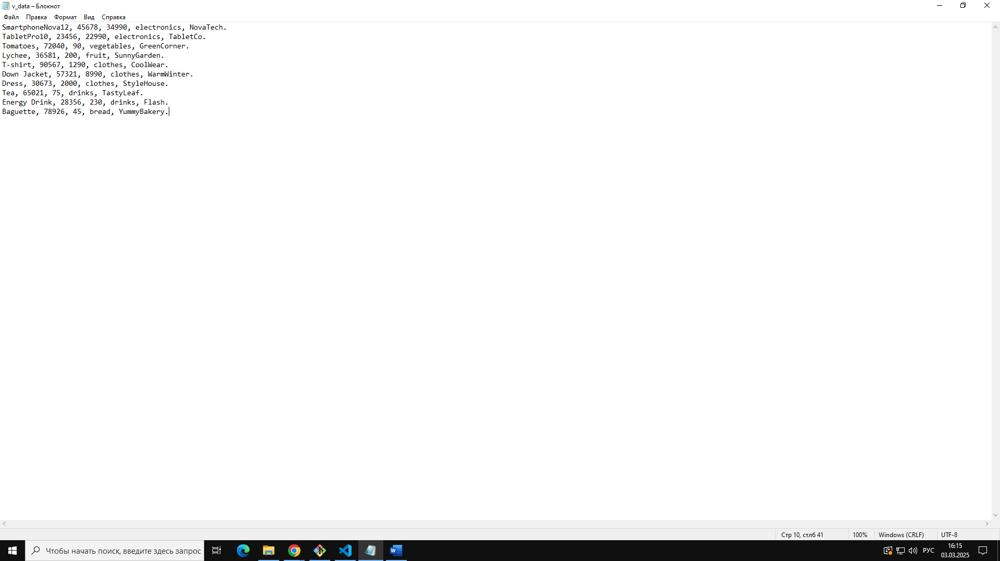 v_data – Блокнот
Файл Правка Формат Вид Справка
SmartphoneNova12, 45678, 34990, electronics, NovaTech.
TabletPro10, 23456, 22990, electronics, TabletCo.
Tomatoes, 72040, 90, vegetables, GreenCorner.
Lychee, 36581, 200, fruit, SunnyGarden.
T-shirt, 90567, 1290, clothes, CoolWear.
Down Jacket, 57321, 8990, clothes, WarmWinter.
Dress, 30673, 2000, clothes, StyleHouse.
Tea, 65021, 75, drinks, TastyLeaf.
Energy Drink, 28356, 230, drinks, Flash.
Baguette, 78926, 45, bread, YummyBakery.
Стр 10, стлб 41 100% Windows (CRLF) UTF-8
Чтобы начать поиск, введите здесь запрос
РУС
16:15
03.03.2025